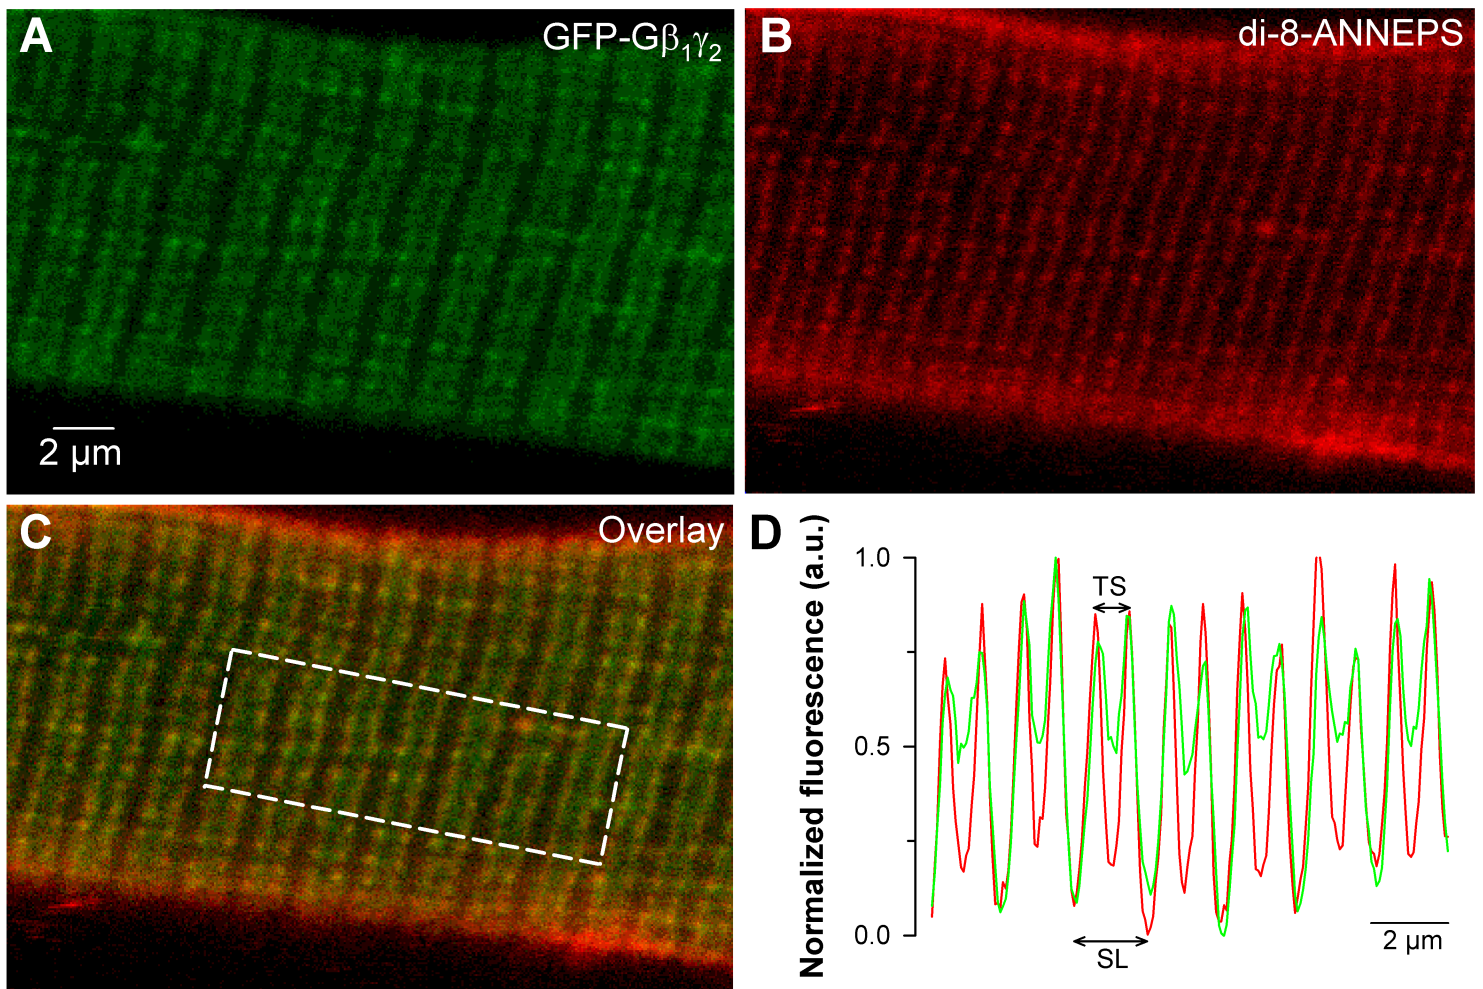 A
GFP-Gβ₁γ₂
2 µm
B
di-8-ANNEPS
C
Overlay
D
Normalized fluorescence (a.u.)
1.0
0.5
0.0
TS
SL
2 µm